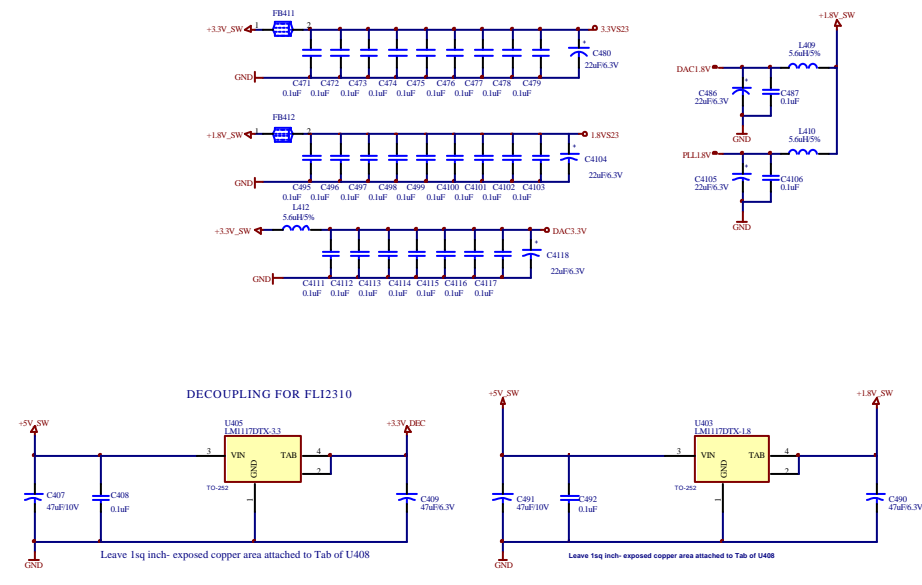 FB411
+3.3V_SW
1
2
3.3VS23
C480
22uF/6.3V
GND
C471
C472
C473
C474
C475
C476
C477
C478
C479
0.1uF
0.1uF
0.1uF
0.1uF
0.1uF
0.1uF
0.1uF
0.1uF
0.1uF
FB412
+1.8V_SW
1
2
1.8VS23
C4104
22uF/6.3V
GND
C495
C496
C497
C498
C499
C4100
C4101
C4102
C4103
0.1uF
0.1uF
0.1uF
0.1uF
0.1uF
0.1uF
0.1uF
0.1uF
0.1uF
L412
5.6uH/5%
+3.3V_SW
DAC3.3V
C4118
22uF/6.3V
GND
C4111
C4112
C4113
C4114
C4115
C4116
C4117
0.1uF
0.1uF
0.1uF
0.1uF
0.1uF
0.1uF
0.1uF
+1.8V_SW
L409
5.6uH/5%
DAC1.8V
C486
22uF/6.3V
C487
0.1uF
GND
L410
5.6uH/5%
PLL1.8V
C4105
22uF/6.3V
C4106
0.1uF
GND
DECOUPLING FOR FLI2310
+5V_SW
U405
LM1117DTX-3.3
+3.3V_DEC
3
VIN
TAB
4
2
GND
TO-252
1
C407
47uF/10V
C408
0.1uF
C409
47uF/6.3V
GND
Leave 1sq inch- exposed copper area attached to Tab of U408
+5V_SW
U403
LM1117DTX-1.8
+1.8V_SW
3
VIN
TAB
4
2
GND
TO-252
1
C491
47uF/10V
C492
0.1uF
C490
47uF/6.3V
GND
Leave 1sq inch- exposed copper area attached to Tab of U408